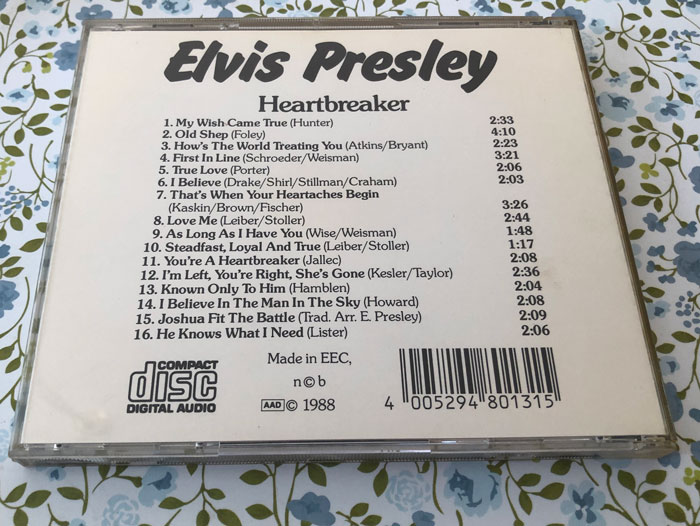 Elvis Presley
Heartbreaker
1. My Wish Came True (Hunter) 2:33
2. Old Shep (Foley) 4:10
3. How's The World Treating You (Atkins/Bryant) 2:23
4. First In Line (Schroeder/Weisman) 3:21
5. True Love (Porter) 2:06
6. I Believe (Drake/Shirl/Stillman/Craham) 2:03
7. That's When Your Heartaches Begin
(Kaskin/Brown/Fischer) 3:26
8. Love Me (Leiber/Stoller) 2:44
9. As Long As I Have You (Wise/Weisman) 1:48
10. Steadfast, Loyal And True (Leiber/Stoller) 1:17
11. You're A Heartbreaker (Jallec) 2:08
12. I'm Left, You're Right, She's Gone (Kesler/Taylor) 2:36
13. Known Only To Him (Hamblen) 2:04
14. I Believe In The Man In The Sky (Howard) 2:08
15. Joshua Fit The Battle (Trad. Arr. E. Presley) 2:09
16. He Knows What I Need (Lister) 2:06
COMPACT
disc
DIGITAL AUDIO
Made in EEC,
n©b
AAD © 1988
4 005294 801315